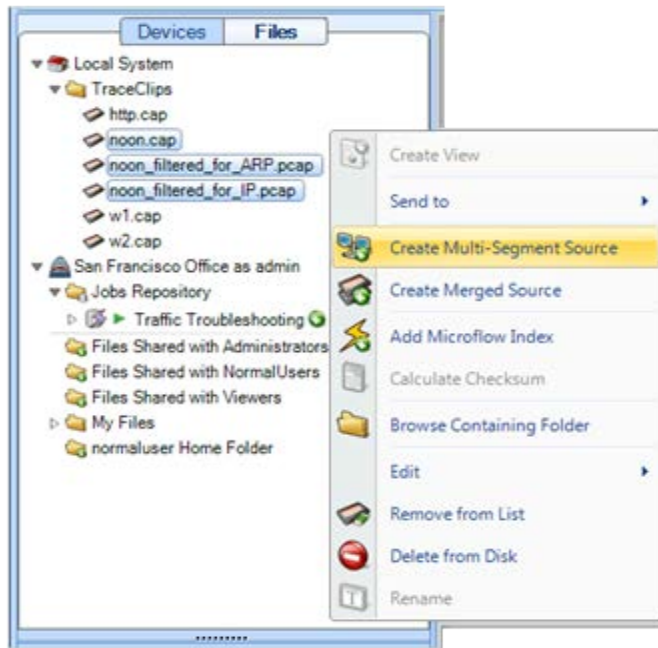 Devices Files
Local System
TraceClips
http.cap
noon.cap
noon_filtered_for_ARP.pcap
noon_filtered_for_IP.pcap
w1.cap
w2.cap
San Francisco Office as admin
Jobs Repository
Traffic Troubleshooting
Files Shared with Administrators
Files Shared with NormalUsers
Files Shared with Viewers
My Files
normaluser Home Folder
Create View
Send to
Create Multi-Segment Source
Create Merged Source
Add Microflow Index
Calculate Checksum
Browse Containing Folder
Edit
Remove from List
Delete from Disk
Rename